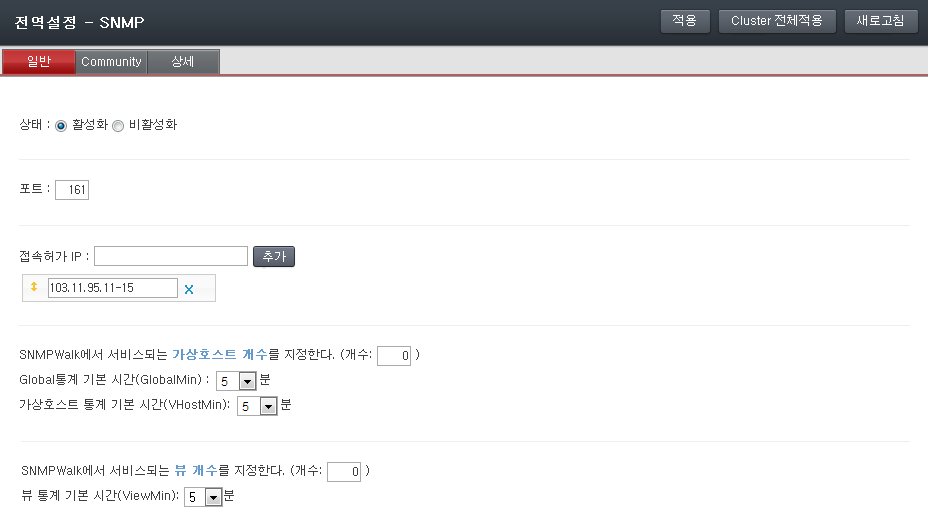 전역설정 - SNMP 적용 Cluster 전체적용 새로고침
일반 Community 상세
상태 : 활성화 비활성화
포트 : 161
접속허가 IP : 추가
103.11.95.11-15 x
SNMPWalk에서 서비스되는 가상호스트 개수를 지정한다. (개수: 0 )
Global통계 기본 시간(GlobalMin) : 5 분
가상호스트 통계 기본 시간(VHostMin): 5 분
SNMPWalk에서 서비스되는 뷰 개수를 지정한다. (개수: 0 )
뷰 통계 기본 시간(ViewMin): 5 분